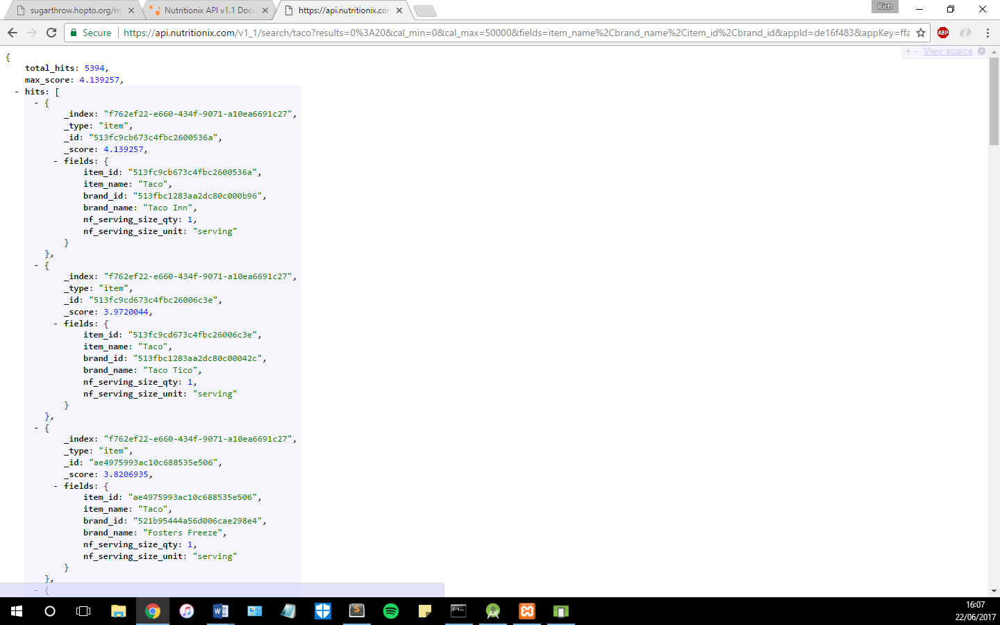 sugarthrow.hopto.org/m
Nutritionix API v1.1 Docu
https://api.nutritionix.com
Rich
Secure
https://api.nutritionix.com/v1_1/search/taco?results=0%3A20&cal_min=0&cal_max=50000&fields=item_name%2Cbrand_name%2Citem_id%2Cbrand_id&appId=de16f483&appKey=ffa
ABP
+ - View source
{
total_hits: 5394,
max_score: 4.139257,
- hits: [
- {
_index: "f762ef22-e660-434f-9071-a10ea6691c27",
_type: "item",
_id: "513fc9cb673c4fbc2600536a",
_score: 4.139257,
- fields: {
item_id: "513fc9cb673c4fbc2600536a",
item_name: "Taco",
brand_id: "513fbc1283aa2dc80c000b96",
brand_name: "Taco Inn",
nf_serving_size_qty: 1,
nf_serving_size_unit: "serving"
}
},
- {
_index: "f762ef22-e660-434f-9071-a10ea6691c27",
_type: "item",
_id: "513fc9cd673c4fbc26006c3e",
_score: 3.9720044,
- fields: {
item_id: "513fc9cd673c4fbc26006c3e",
item_name: "Taco",
brand_id: "513fbc1283aa2dc80c00042c",
brand_name: "Taco Tico",
nf_serving_size_qty: 1,
nf_serving_size_unit: "serving"
}
},
- {
_index: "f762ef22-e660-434f-9071-a10ea6691c27",
_type: "item",
_id: "ae4975993ac10c688535e506",
_score: 3.8206935,
- fields: {
item_id: "ae4975993ac10c688535e506",
item_name: "Taco",
brand_id: "521b95444a56d006cae298e4",
brand_name: "Fosters Freeze",
nf_serving_size_qty: 1,
nf_serving_size_unit: "serving"
}
},
- {
16:07
22/06/2017